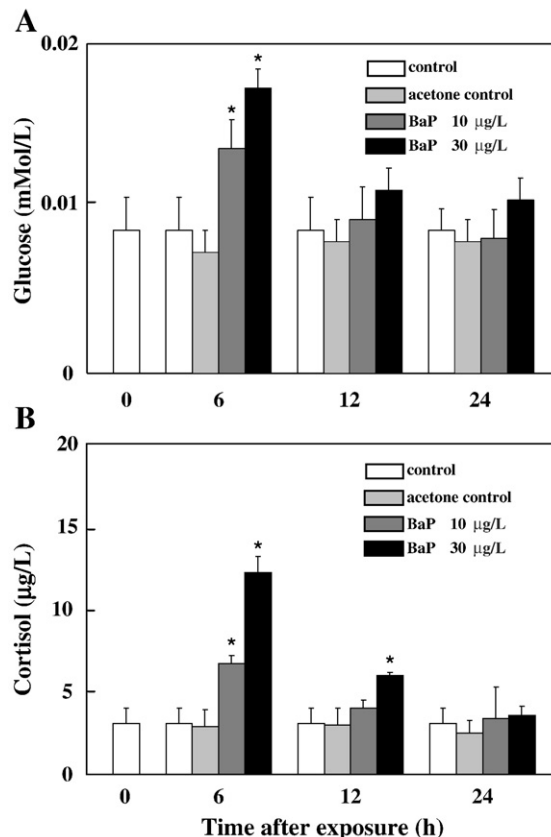 A
0.02
control
acetone control
BaP 10 µg/L
BaP 30 µg/L
* *
0.01
Glucose (mMol/L)
0
0 6 12 24
B
20
control
acetone control
BaP 10 µg/L
BaP 30 µg/L
15
*
10
Cortisol (µg/L)
* *
5
0
0 6 12 24
Time after exposure (h)